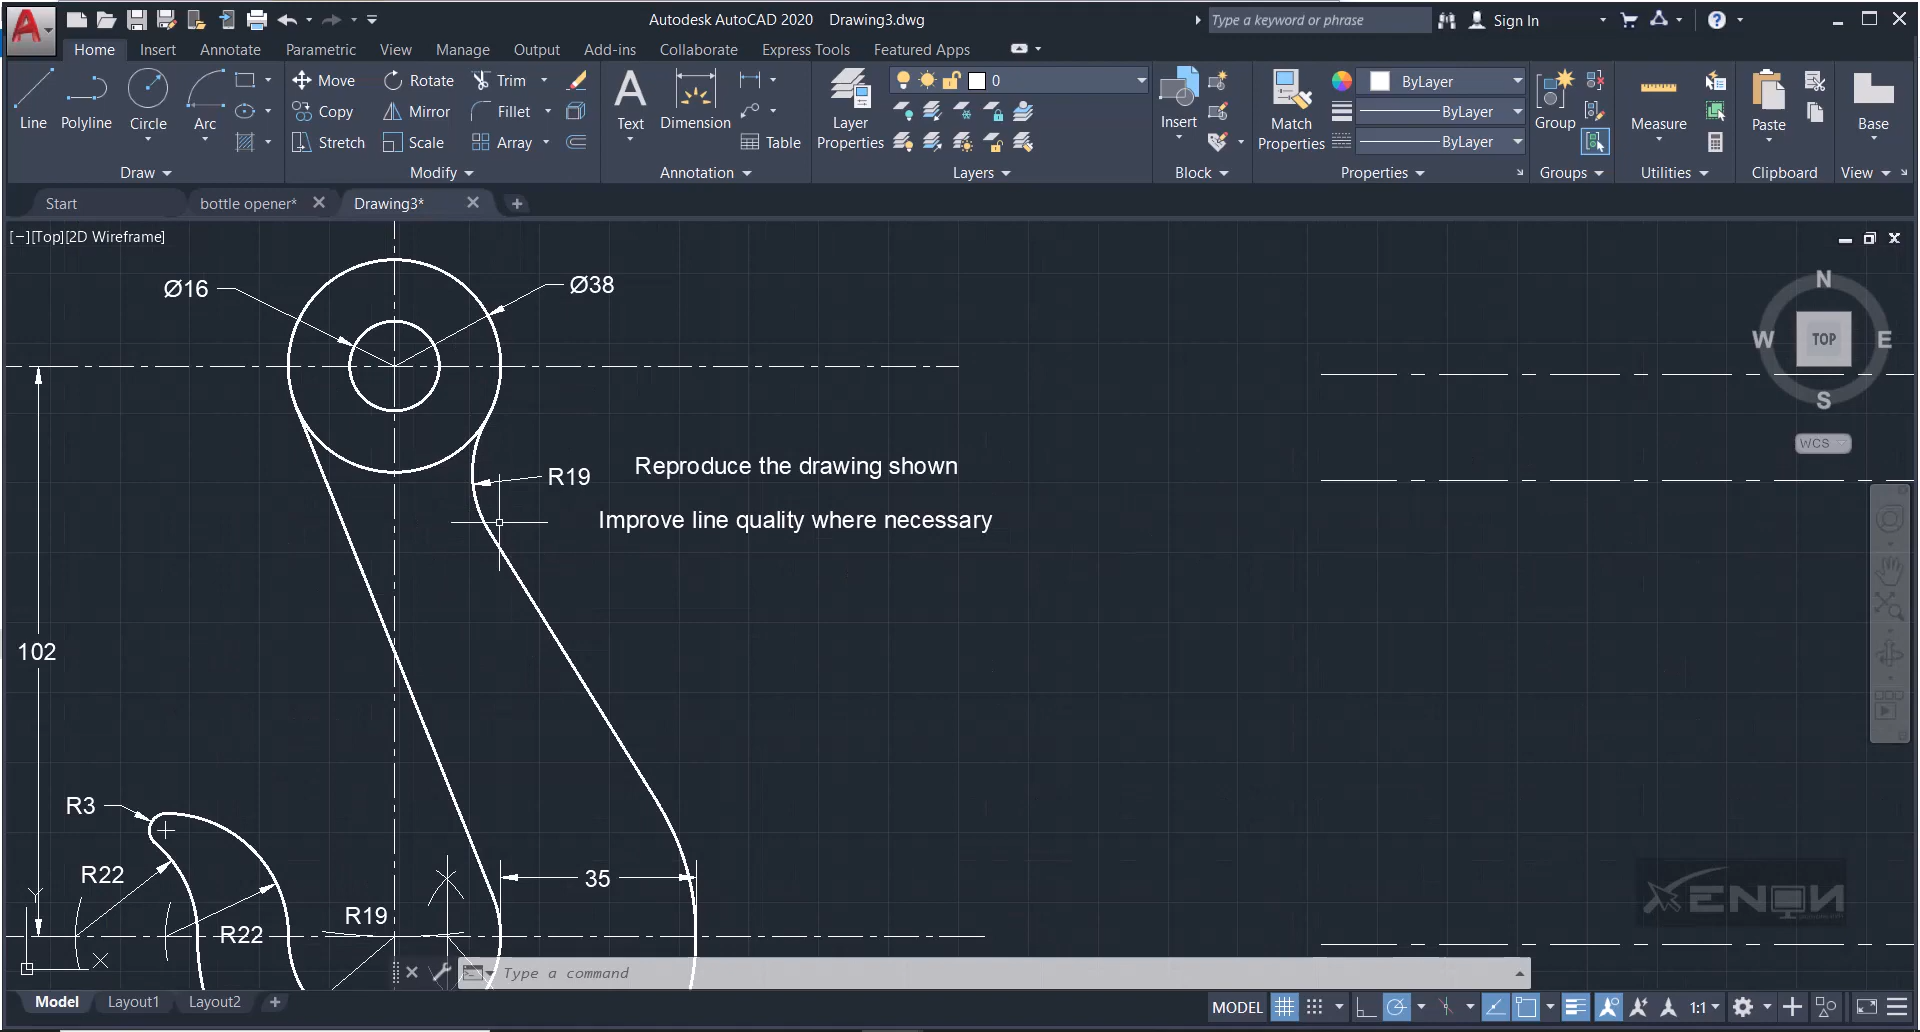 Autodesk AutoCAD 2020 Drawing3.dwg
Type a keyword or phrase
Sign In
Home Insert Annotate Parametric View Manage Output Add-ins Collaborate Express Tools Featured Apps
Line Polyline Circle Arc
Move Rotate Trim
Copy Mirror Fillet
Stretch Scale Array
Text Dimension Table
Layer Properties
0
Insert
Match Properties
ByLayer
ByLayer
ByLayer
Group
Measure
Paste
Base
Draw Modify Annotation Layers Block Properties Groups Utilities Clipboard View
Start bottle opener* Drawing3*
[−][Top][2D Wireframe]
N
W TOP E
S
WCS
Ø16
Ø38
R19
Reproduce the drawing shown
Improve line quality where necessary
102
R3
R22
35
R19
R22
Y
X
XENON
Type a command
Model Layout1 Layout2
MODEL
1:1